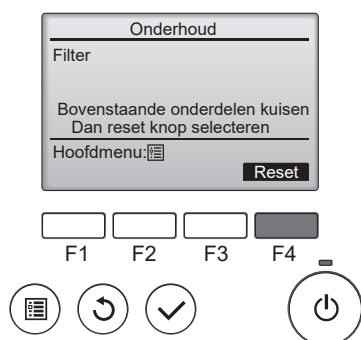 Onderhoud
Filter
Bovenstaande onderdelen kuisen
Dan reset knop selecteren
Hoofdmenu:
Reset
F1 F2 F3 F4